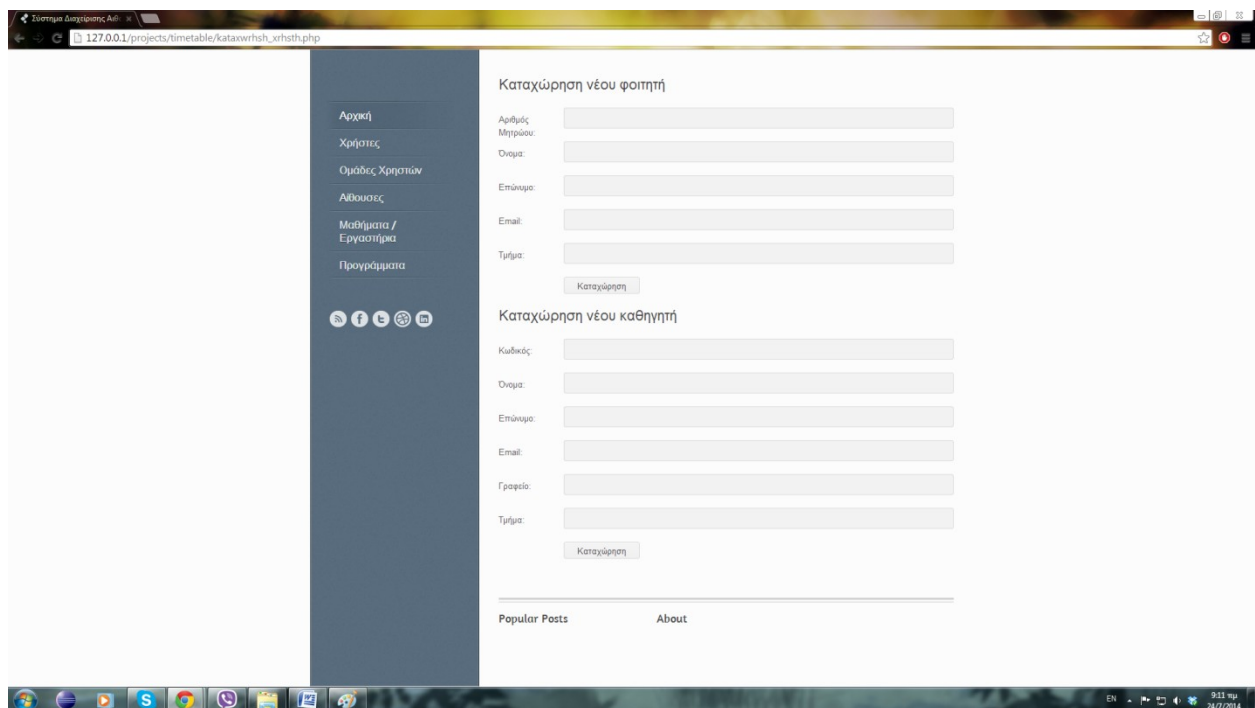 Σύστημα Διαχείρισης Αιθ
127.0.0.1/projects/timetable/kataxwrhsh_xrhsth.php
Αρχική
Χρήστες
Ομάδες Χρηστών
Αίθουσες
Μαθήματα /
Εργαστήρια
Προγράμματα
Καταχώρηση νέου φοιτητή
Αριθμός
Μητρώου:
Όνομα:
Επώνυμο:
Email:
Τμήμα:
Καταχώρηση
Καταχώρηση νέου καθηγητή
Κωδικός:
Όνομα:
Επώνυμο:
Email:
Γραφείο:
Τμήμα:
Καταχώρηση
Popular Posts
About
EN
9:11 πμ
24/7/2014